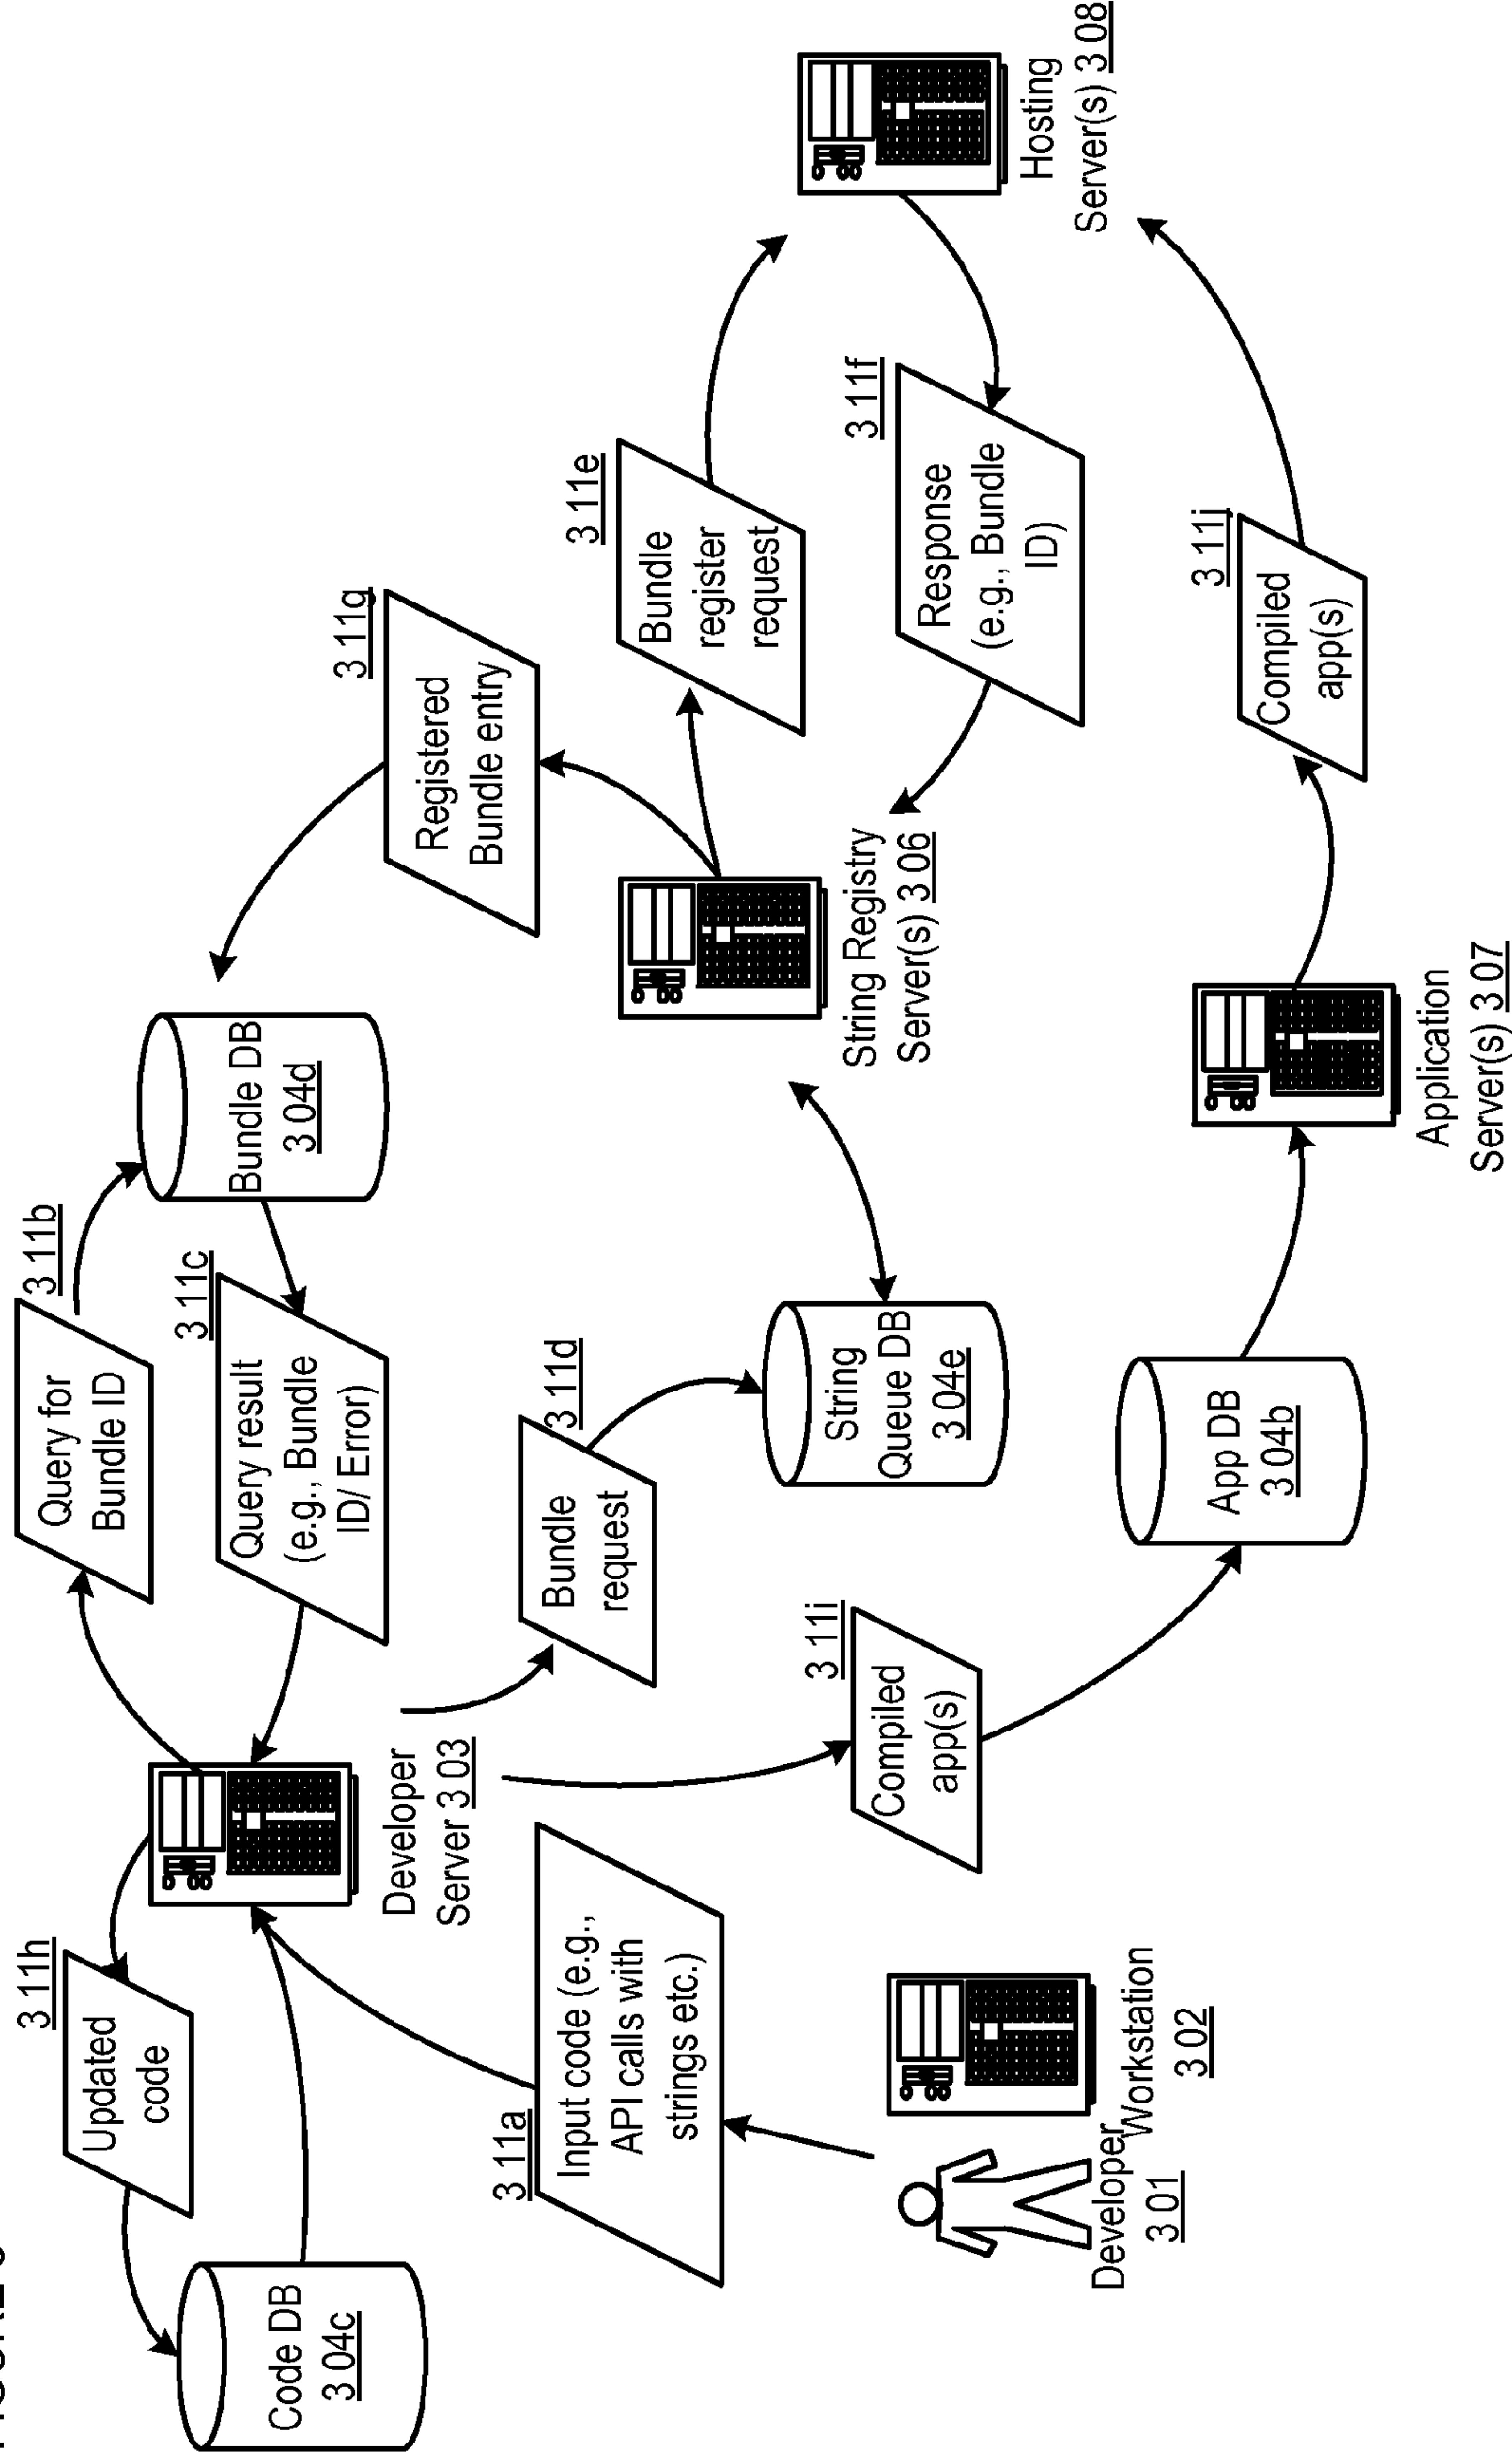 3 11h
Updated
code
Code DB
3 04c
3 11b
Query for
Bundle ID
3 11c
Query result
(e.g., Bundle
ID/ Error)
Bundle DB
3 04d
3 11g
Registered
Bundle entry
Developer
Server 3 03
3 11a
Input code (e.g.,
API calls with
strings etc.)
Developer
3 01
Workstation
3 02
3 11d
Bundle
request
String
Queue DB
3 04e
String Registry
Server(s) 3 06
3 11e
Bundle
register
request
3 11f
Response
(e.g., Bundle
ID)
Hosting
Server(s) 3 08
3 11i
Compiled
app(s)
App DB
3 04b
Application
Server(s) 3 07
3 11j
Compiled
app(s)